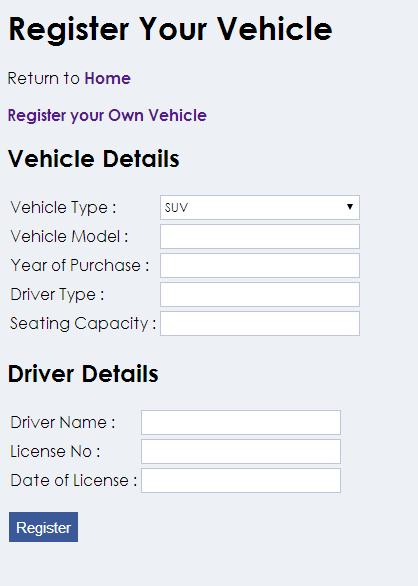 Register Your Vehicle
Return to Home
Register your Own Vehicle
Vehicle Details
Vehicle Type : SUV
Vehicle Model :
Year of Purchase :
Driver Type :
Seating Capacity :
Driver Details
Driver Name :
License No :
Date of License :
Register